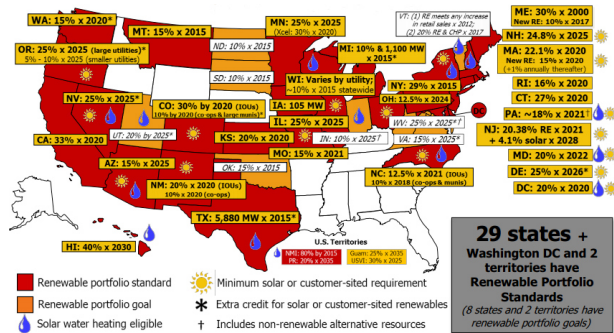 WA: 15% x 2020*
MT: 15% x 2015
MN: 25% x 2025
(Xcel: 30% x 2020)
VT: (1) RE meets any increase
in retail sales x 2012;
(2) 20% RE & CHP x 2017
ME: 30% x 2000
New RE: 10% x 2017
OR: 25% x 2025 (large utilities)*
5% - 10% x 2025 (smaller utilities)
ND: 10% x 2015
MI: 10% & 1,100 MW
x 2015*
NH: 24.8% x 2025
MA: 22.1% x 2020
New RE: 15% x 2020
(+1% annually thereafter)
SD: 10% x 2015
WI: Varies by utility;
~10% x 2015 statewide
NY: 29% x 2015
RI: 16% x 2020
CT: 27% x 2020
NV: 25% x 2025*
CO: 30% by 2020 (IOUs)
10% by 2020 (co-ops & large munis)*
IA: 105 MW
OH: 12.5% x 2024
DC
PA: ~18% x 2021†
IL: 25% x 2025
WV: 25% x 2025*†
NJ: 20.38% RE x 2021
+ 4.1% solar x 2028
CA: 33% x 2020
UT: 20% by 2025*
KS: 20% x 2020
IN: 10% x 2025†
VA: 15% x 2025*
MD: 20% x 2022
AZ: 15% x 2025
MO: 15% x 2021
DE: 25% x 2026*
OK: 15% x 2015
DC: 20% x 2020
NM: 20% x 2020 (IOUs)
10% x 2020 (co-ops)
NC: 12.5% x 2021 (IOUs)
10% x 2018 (co-ops & munis)
TX: 5,880 MW x 2015*
HI: 40% x 2030
U.S. Territories
NMI: 80% by 2015
PR: 20% x 2035
Guam: 25% x 2035
USVI: 30% x 2025
29 states +
Washington DC and 2
territories have
Renewable Portfolio
Standards
(8 states and 2 territories have
renewable portfolio goals)
Renewable portfolio standard
Minimum solar or customer-sited requirement
Renewable portfolio goal
* Extra credit for solar or customer-sited renewables
Solar water heating eligible
† Includes non-renewable alternative resources